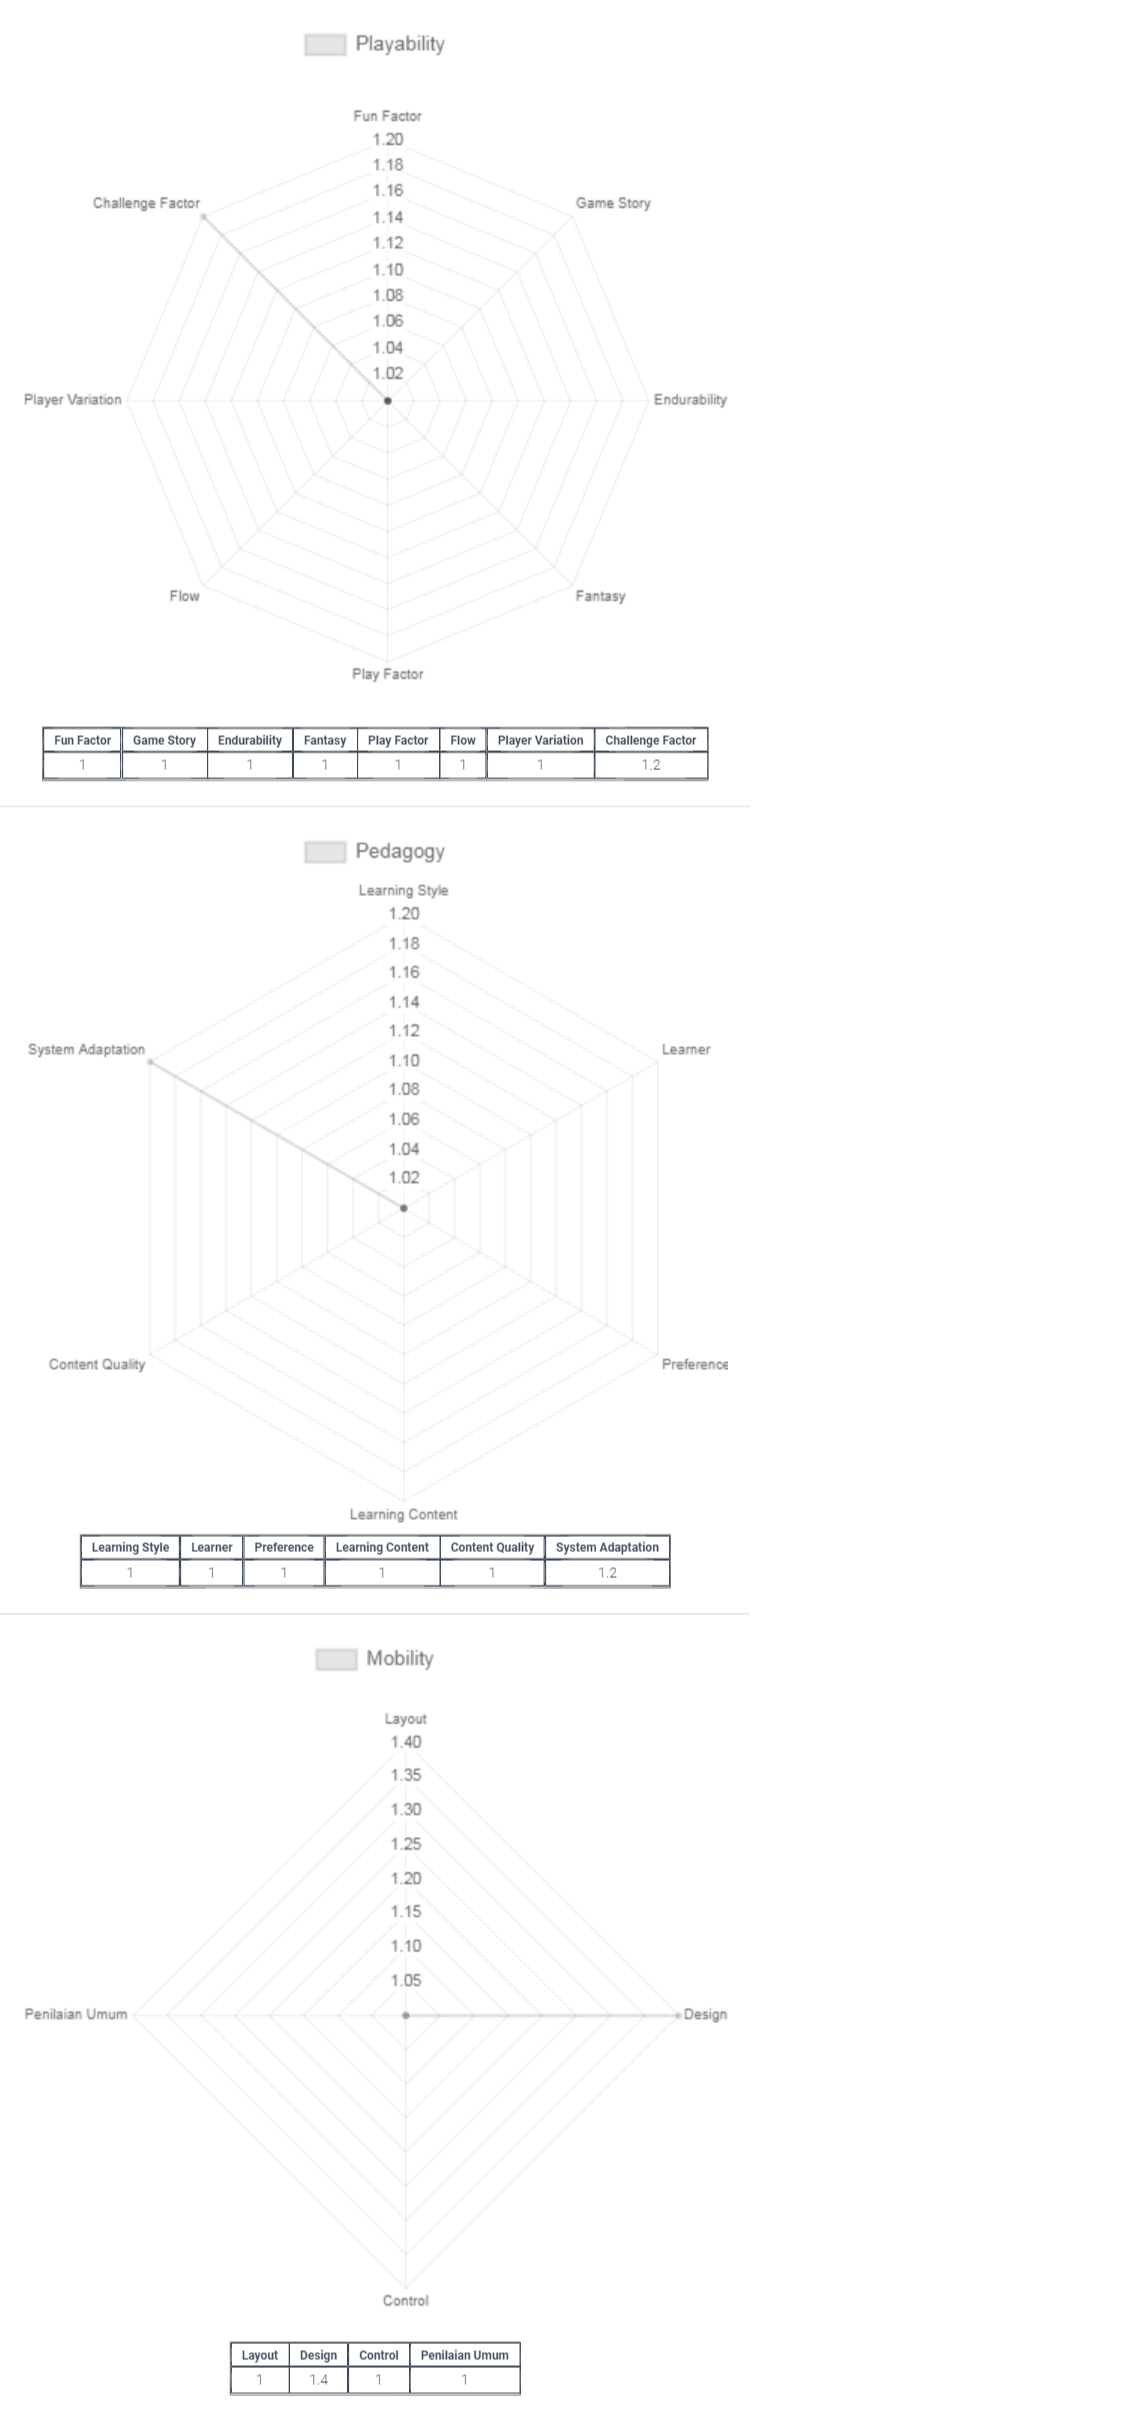 Playability
Fun Factor
1.20
1.18
1.16
Challenge Factor
Game Story
1.14
1.12
1.10
1.08
1.06
1.04
1.02
Player Variation
Endurability
Flow
Fantasy
Play Factor
Fun Factor Game Story Endurability Fantasy Play Factor Flow Player Variation Challenge Factor
1 1 1 1 1 1 1 1.2
Pedagogy
Learning Style
1.20
1.18
1.16
1.14
1.12
System Adaptation
Learner
1.10
1.08
1.06
1.04
1.02
Content Quality
Preference
Learning Content
Learning Style Learner Preference Learning Content Content Quality System Adaptation
1 1 1 1 1 1.2
Mobility
Layout
1.40
1.35
1.30
1.25
1.20
1.15
1.10
1.05
Penilaian Umum
Design
Control
Layout Design Control Penilaian Umum
1 1.4 1 1